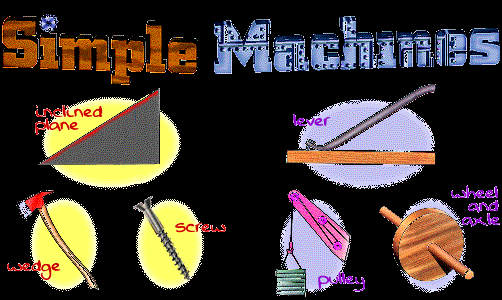 Simple Machines
inclined
plane
lever
wedge
screw
pulley
wheel
and
axle